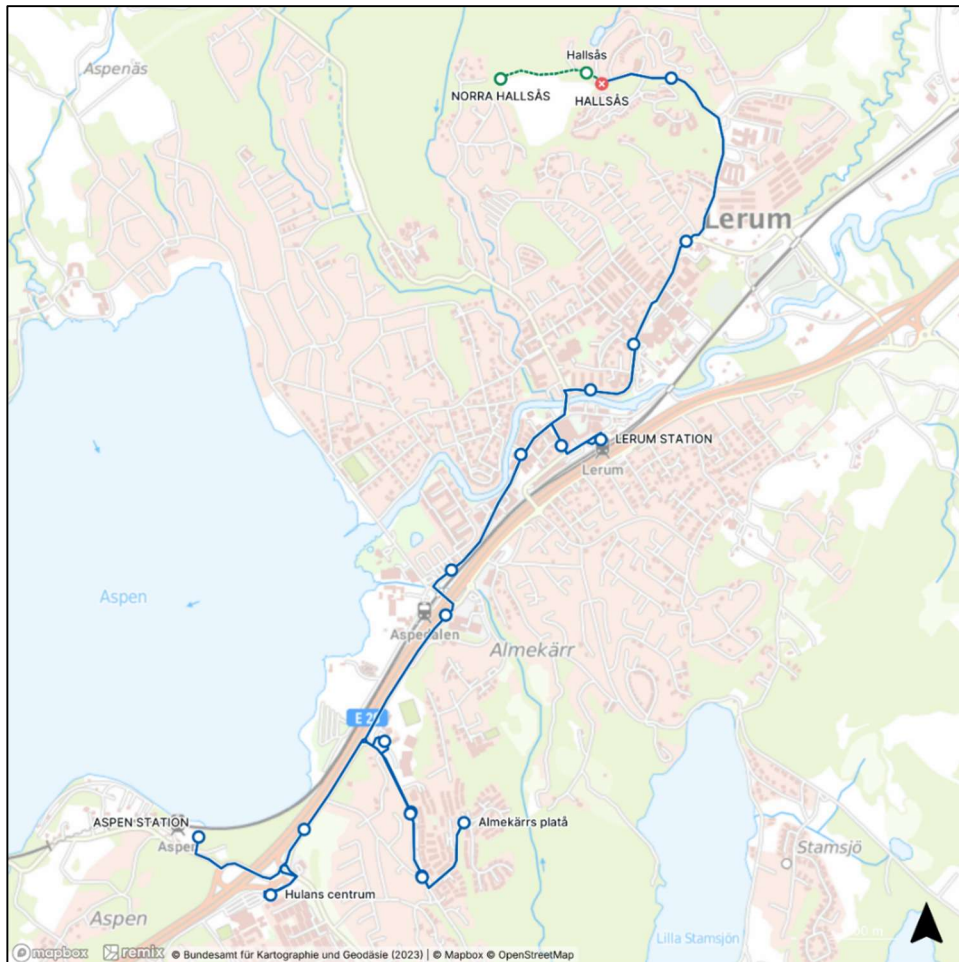 Aspenäs
Hallsås
NORRA HALLSÅS
HALLSÅS
Lerum
LERUM STATION
Lerum
Aspen
Aspedalen
Almekärr
ASPEN STATION
Aspen
Almekärrs platå
Stamsjö
Hulans centrum
Aspen
Lilla Stamsjön
mapbox remix © Bundesamt für Kartographie und Geodäsie (2023) | © Mapbox © OpenStreetMap